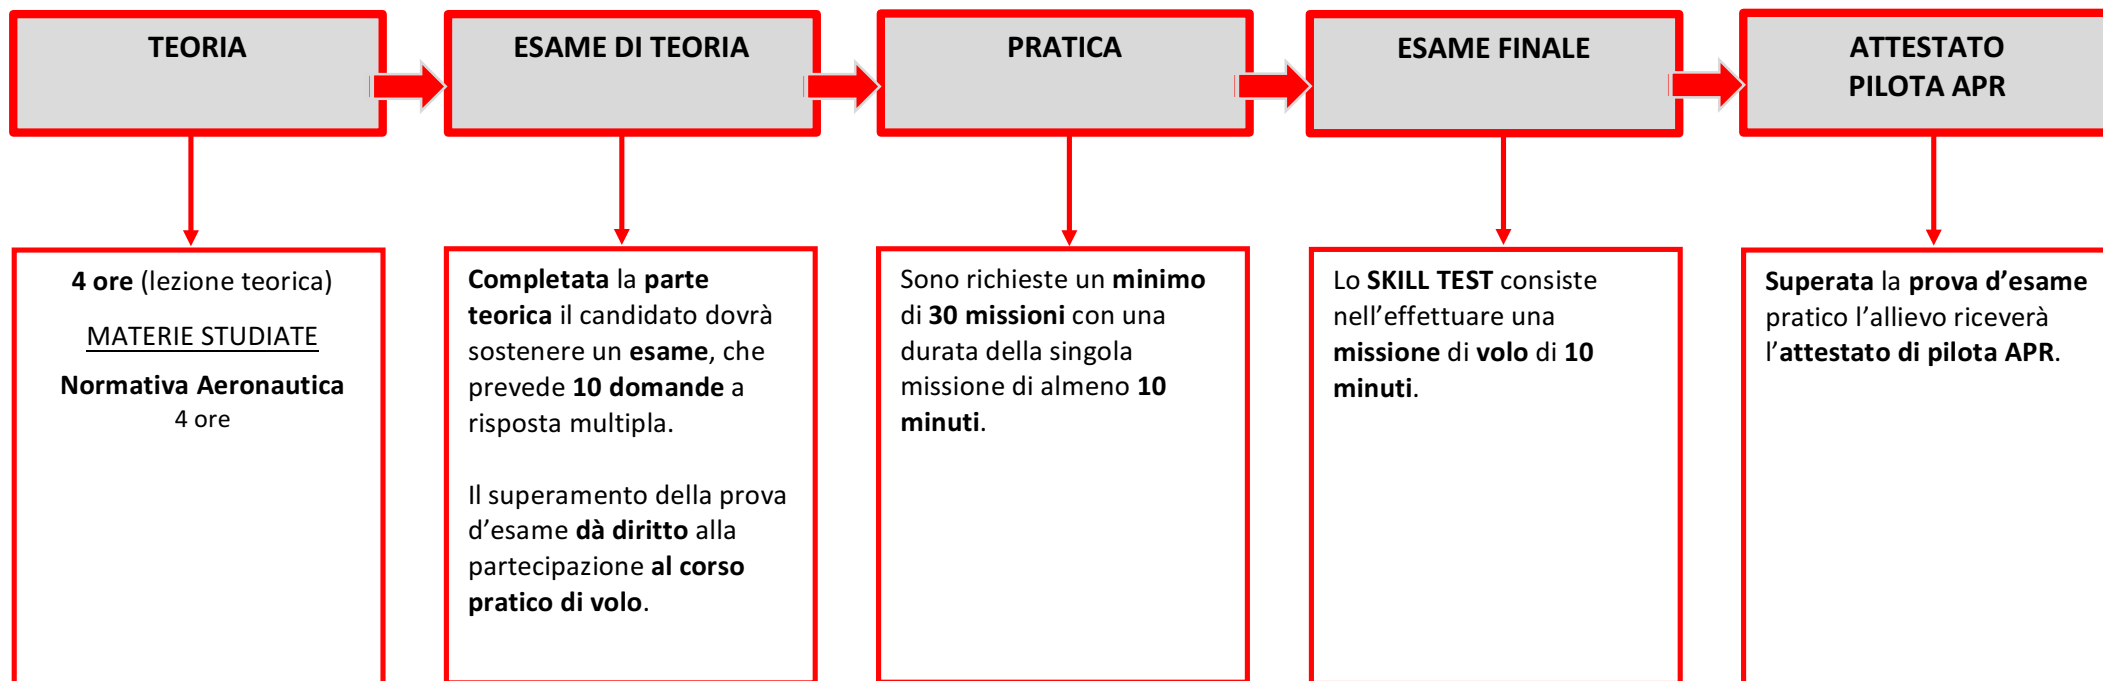 TEORIA
4 ore (lezione teorica)
MATERIE STUDIATE
Normativa Aeronautica
4 ore
ESAME DI TEORIA
Completata la parte
teorica il candidato dovrà
sostenere un esame, che
prevede 10 domande a
risposta multipla.
Il superamento della prova
d’esame dà diritto alla
partecipazione al corso
pratico di volo.
PRATICA
Sono richieste un minimo
di 30 missioni con una
durata della singola
missione di almeno 10
minuti.
ESAME FINALE
Lo SKILL TEST consiste
nell’effettuare una
missione di volo di 10
minuti.
ATTESTATO
PILOTA APR
Superata la prova d’esame
pratico l’allievo riceverà
l’attestato di pilota APR.